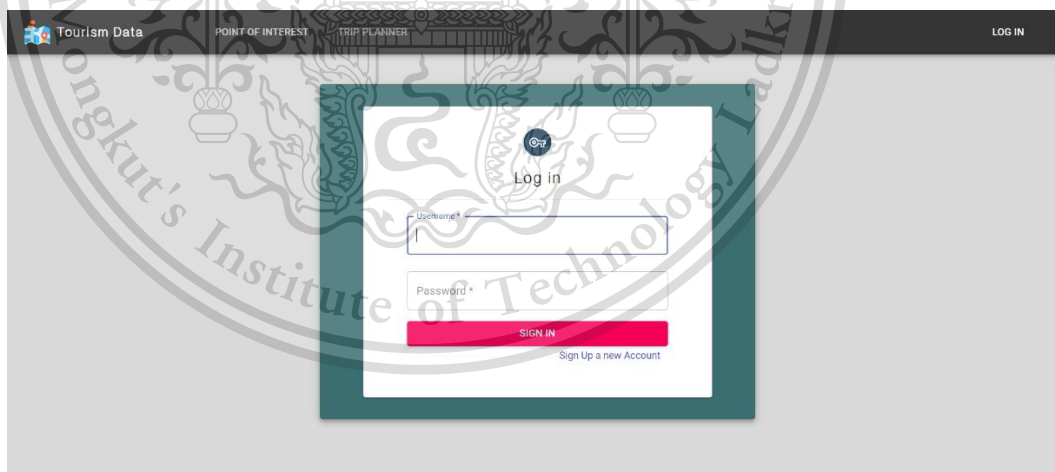 Tourism Data POINT OF INTEREST TRIP PLANNER LOG IN
Log in
Username *
Password *
SIGN IN
Sign Up a new Account
ongkut's Institute of Technology Ladkr